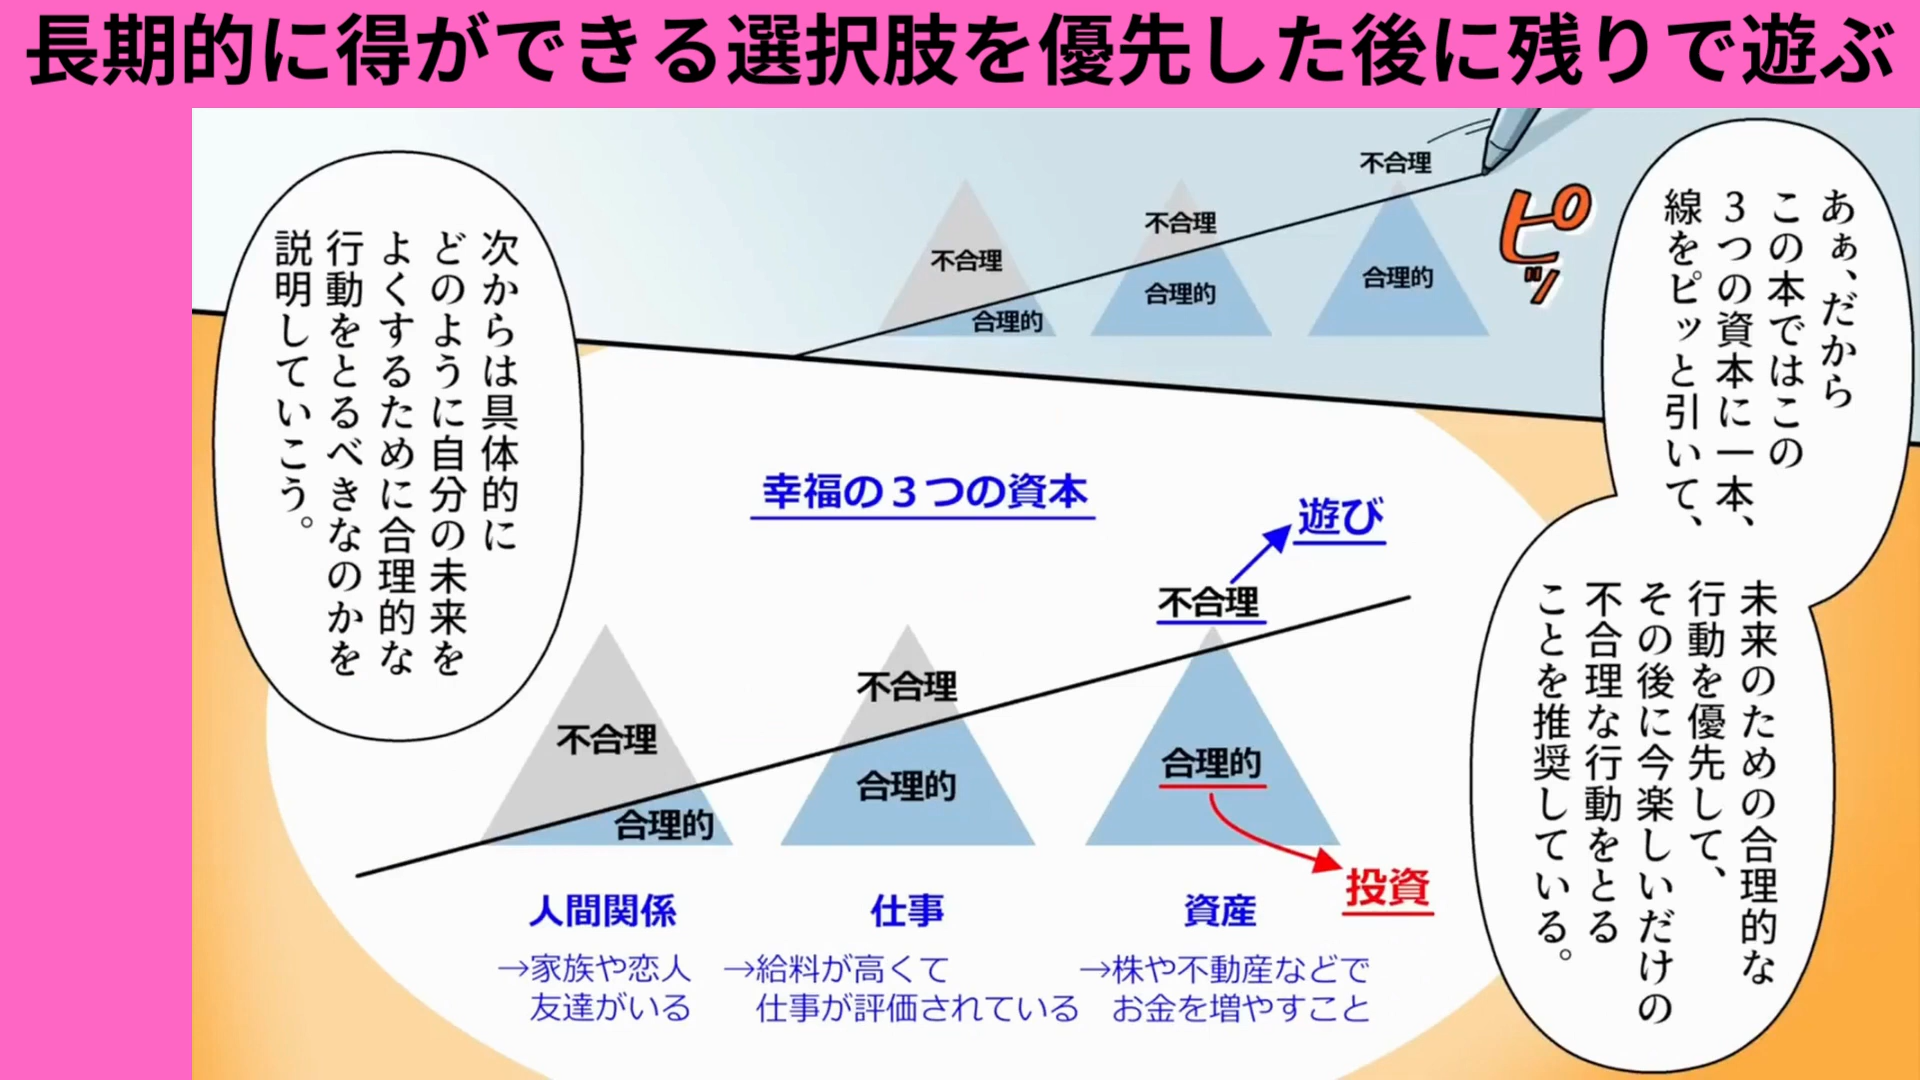 長期的に得ができる選択肢を優先した後に残りで遊ぶ
あぁ、だから
この本ではこの
3つの資本に一本、
線をピッと引いて、
未来のための合理的な
行動を優先して、
その後に今楽しいだけの
不合理な行動をとる
ことを推奨している。
ピッ
不合理
合理的
不合理
合理的
不合理
合理的
次からは具体的に
どのように自分の未来を
よくするために合理的な
行動をとるべきなのかを
説明していこう。
幸福の3つの資本
遊び
不合理
合理的
不合理
合理的
不合理
合理的
投資
人間関係
→家族や恋人
友達がいる
仕事
→給料が高くて
仕事が評価されている
資産
→株や不動産などで
お金を増やすこと